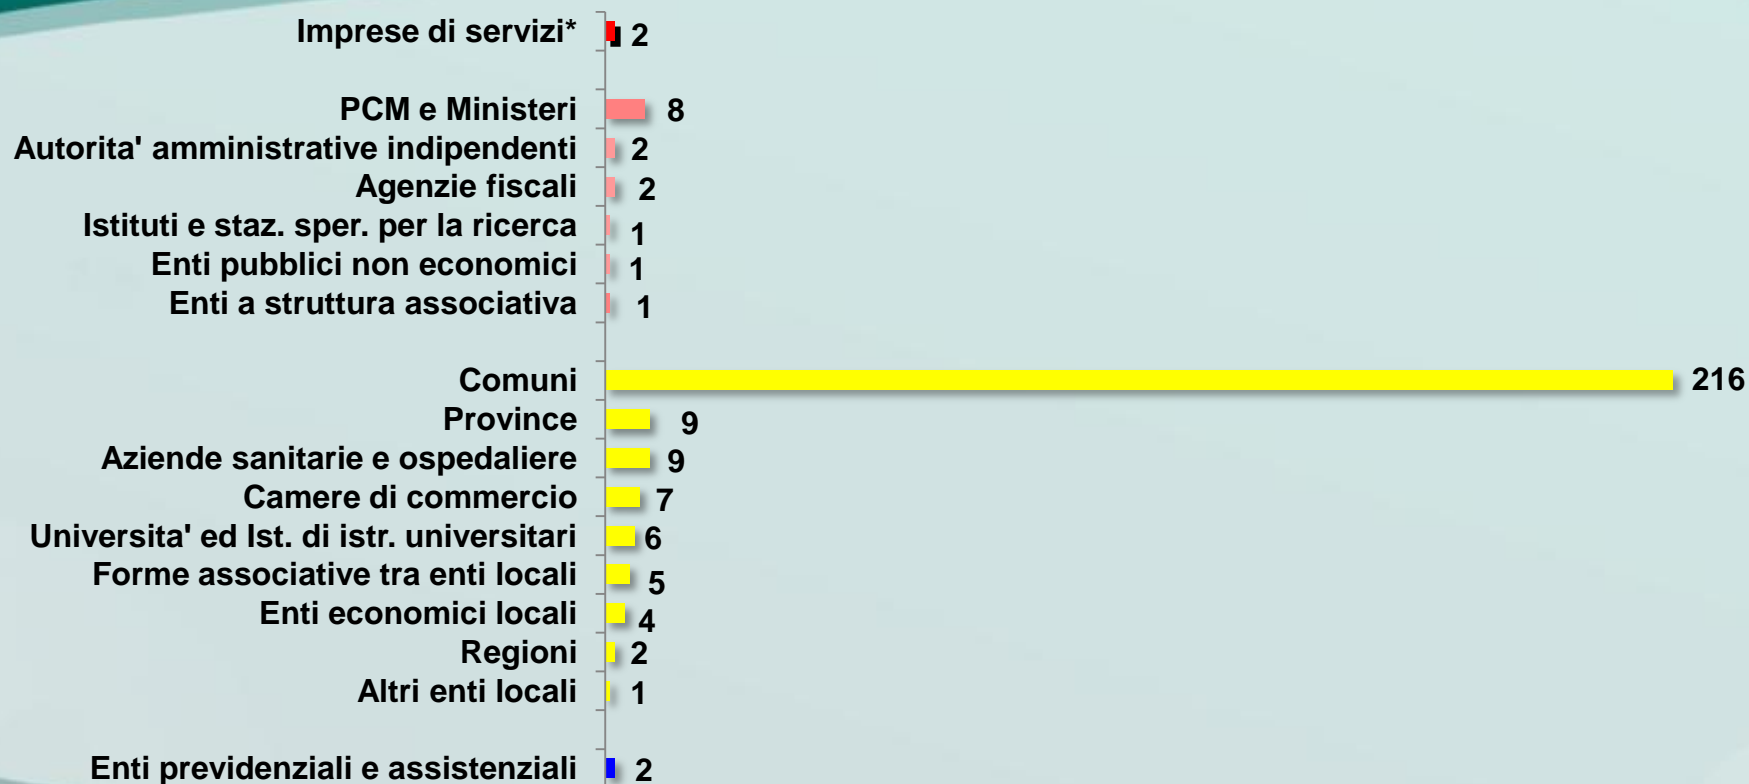 Imprese di servizi* 2
PCM e Ministeri 8
Autorita' amministrative indipendenti 2
Agenzie fiscali 2
Istituti e staz. sper. per la ricerca 1
Enti pubblici non economici 1
Enti a struttura associativa 1
Comuni 216
Province 9
Aziende sanitarie e ospedaliere 9
Camere di commercio 7
Universita' ed Ist. di istr. universitari 6
Forme associative tra enti locali 5
Enti economici locali 4
Regioni 2
Altri enti locali 1
Enti previdenziali e assistenziali 2